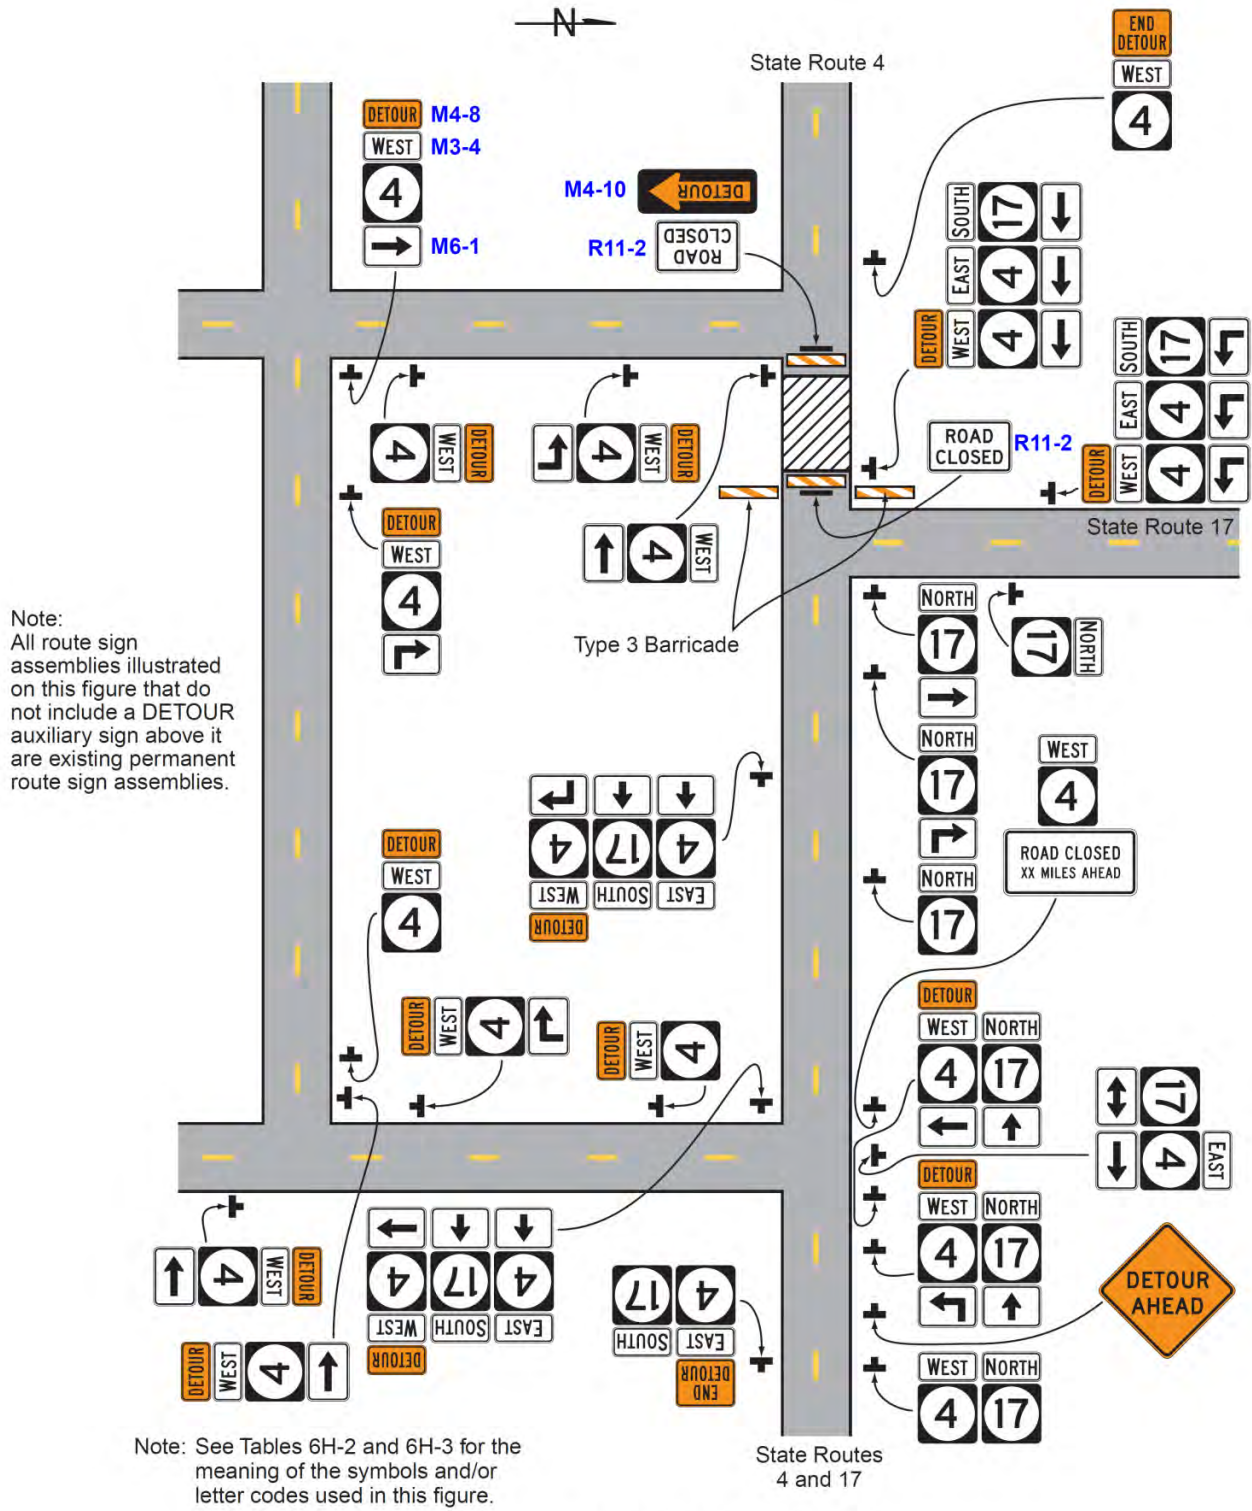 N
State Route 4
END
DETOUR
WEST
4
DETOUR M4-8
WEST M3-4
4
M6-1
M4-10 DETOUR
R11-2 ROAD
CLOSED
SOUTH 17
EAST 4
DETOUR WEST 4
SOUTH 17
EAST 4
DETOUR WEST 4
ROAD
CLOSED R11-2
State Route 17
4 WEST DETOUR
4 WEST DETOUR
DETOUR
WEST
4
4 WEST
Type 3 Barricade
NORTH
17
17 NORTH
NORTH
17
NORTH
17
Note:
All route sign
assemblies illustrated
on this figure that do
not include a DETOUR
auxiliary sign above it
are existing permanent
route sign assemblies.
WEST
4
ROAD CLOSED
XX MILES AHEAD
4 17 4
WEST SOUTH EAST
DETOUR
DETOUR
WEST
4
DETOUR WEST 4
DETOUR WEST 4
DETOUR
WEST NORTH
4 17
17
4 EAST
DETOUR
WEST NORTH
4 17
DETOUR
AHEAD
4 WEST DETOUR
DETOUR WEST 4
4 17 4
WEST SOUTH EAST
DETOUR
17 4
SOUTH EAST
END
DETOUR
WEST NORTH
4 17
State Routes
4 and 17
Note: See Tables 6H-2 and 6H-3 for the
meaning of the symbols and/or
letter codes used in this figure.